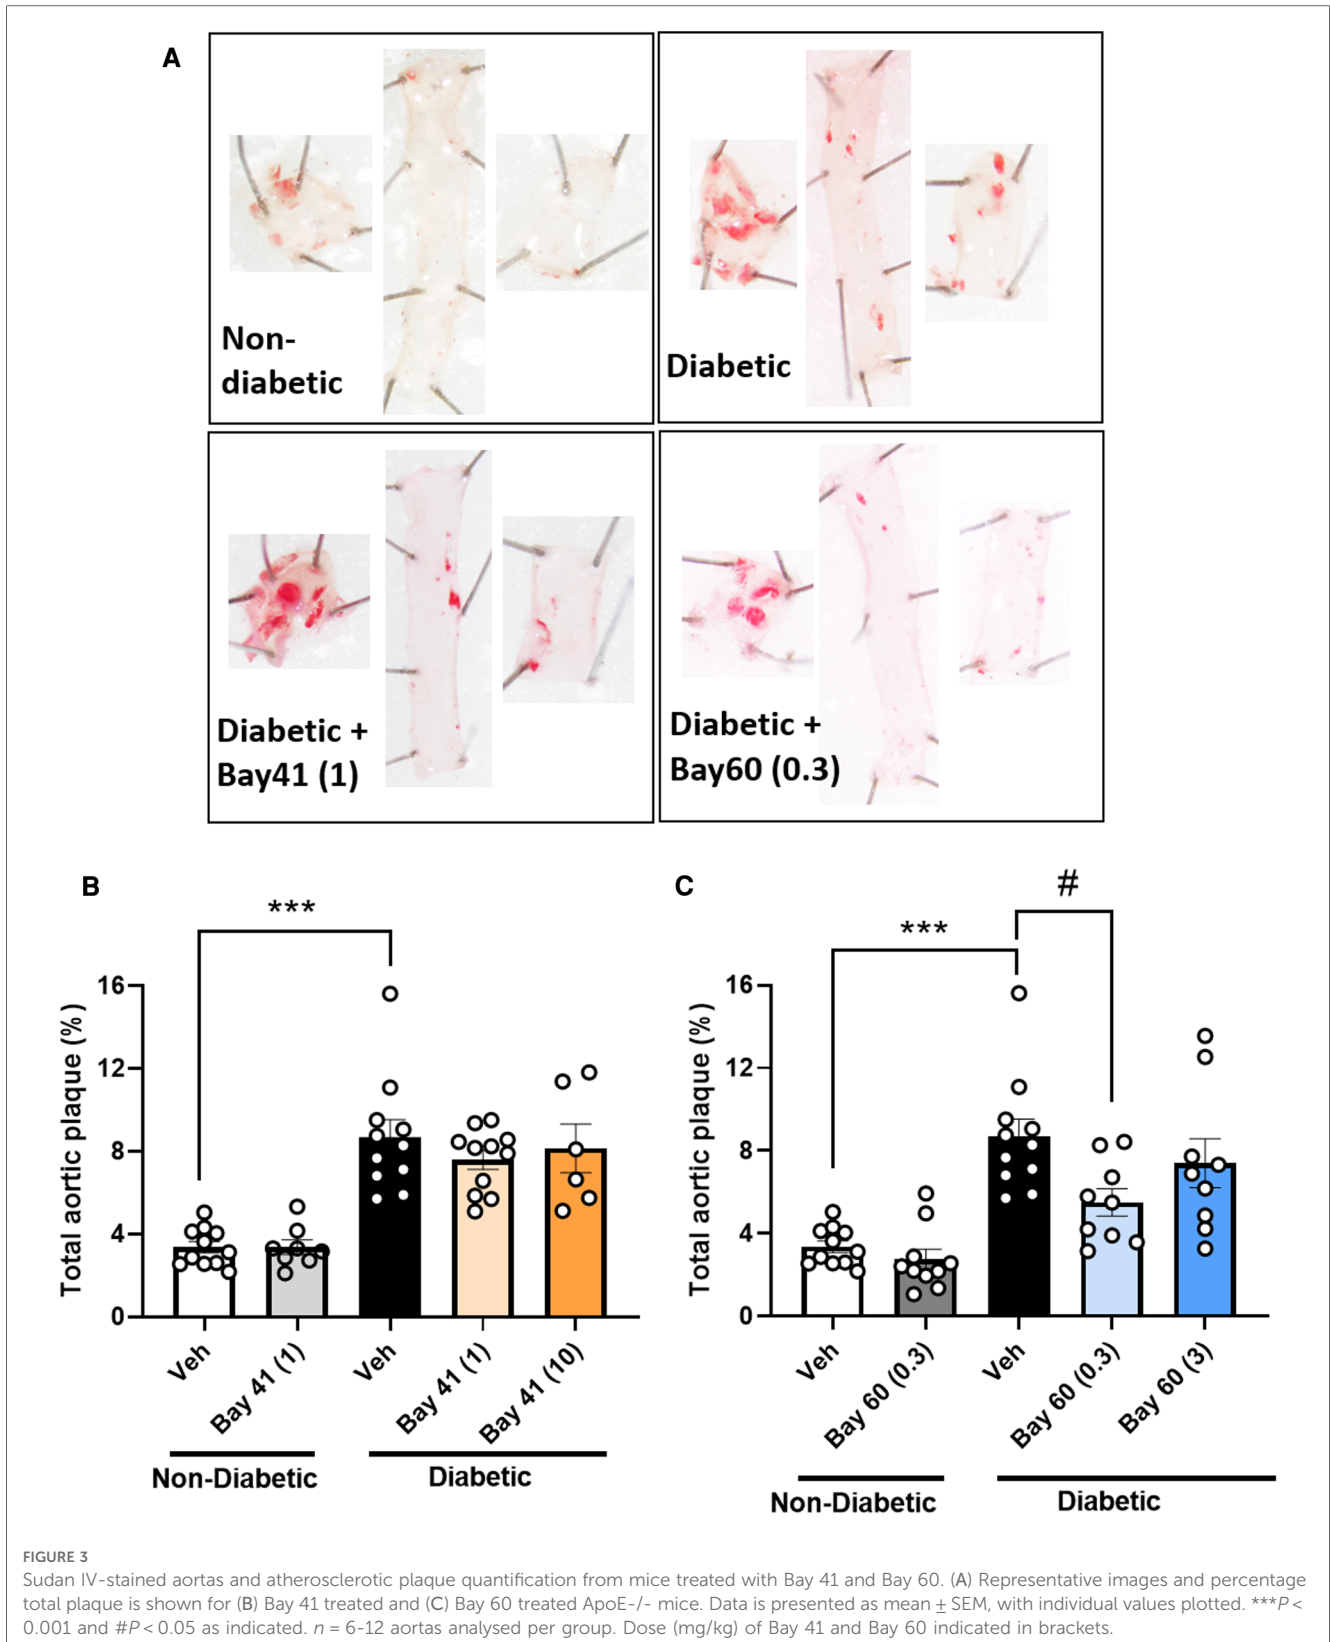 A
Non-
diabetic
Diabetic
Diabetic +
Bay41 (1)
Diabetic +
Bay60 (0.3)
B
***
Total aortic plaque (%)
16
12
8
4
0
Veh
Bay 41 (1)
Veh
Bay 41 (1)
Bay 41 (10)
Non-Diabetic
Diabetic
C
#
***
Total aortic plaque (%)
16
12
8
4
0
Veh
Bay 60 (0.3)
Veh
Bay 60 (0.3)
Bay 60 (3)
Non-Diabetic
Diabetic
FIGURE 3
Sudan IV-stained aortas and atherosclerotic plaque quantification from mice treated with Bay 41 and Bay 60. (A) Representative images and percentage
total plaque is shown for (B) Bay 41 treated and (C) Bay 60 treated ApoE-/- mice. Data is presented as mean ± SEM, with individual values plotted. ***P <
0.001 and #P < 0.05 as indicated. n = 6-12 aortas analysed per group. Dose (mg/kg) of Bay 41 and Bay 60 indicated in brackets.